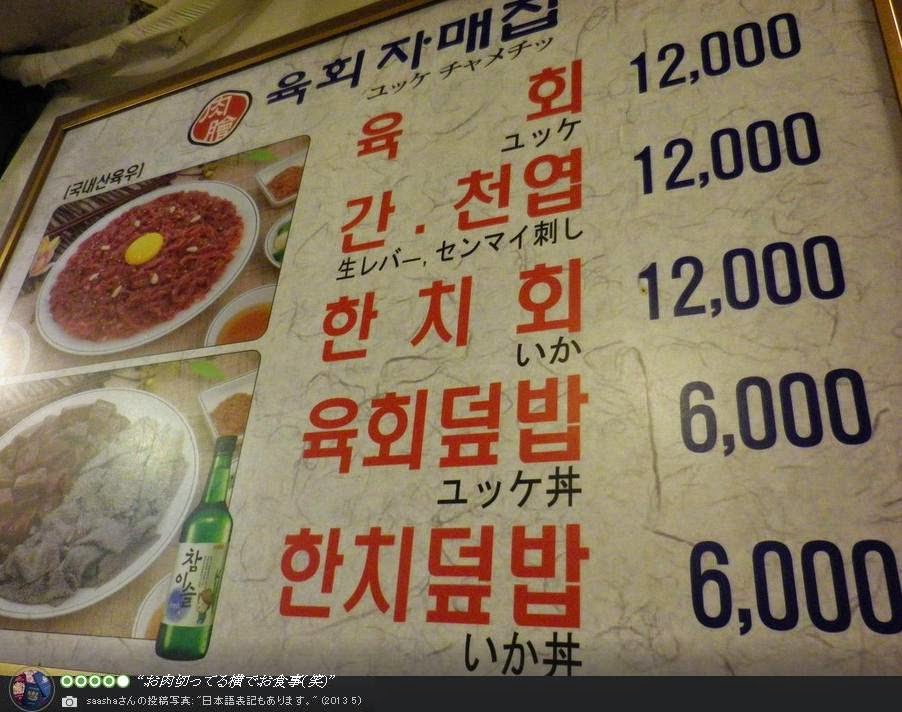 육회 자매집
ユッケ チャメチッ
肉膾
(국내산육우)
육 회 12,000
ユッケ
간 . 천엽 12,000
生レバー, センマイ刺し
한 치 회 12,000
いか
육회덮밥 6,000
ユッケ丼
참이슬
한치덮밥 6,000
いか丼
“お肉切ってる横でお食事(笑)”
saashaさんの投稿写真: “日本語表記もあります。” (2013 5)